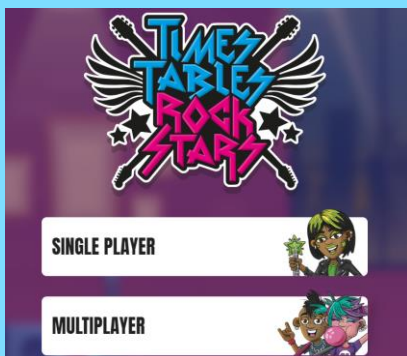 TIMES
TABLES
ROCK
STARS
SINGLE PLAYER
MULTIPLAYER